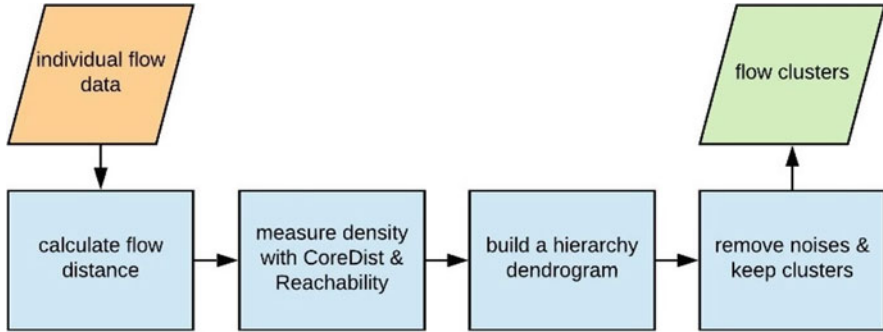 individual flow
data
flow clusters
calculate flow
distance
measure density
with CoreDist &
Reachability
build a hierarchy
dendrogram
remove noises &
keep clusters